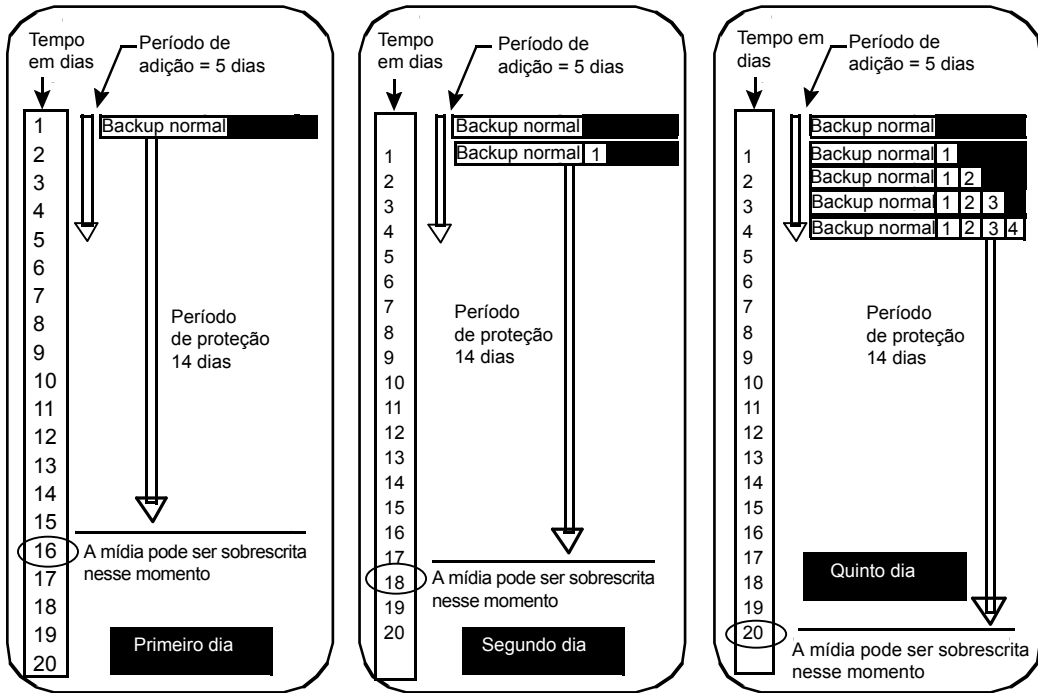 Tempo
em dias
Período de
adição = 5 dias
1
2
3
4
5
6
7
8
9
10
11
12
13
14
15
16
17
18
19
20
Backup normal
Período
de proteção
14 dias
A mídia pode ser sobrescrita
nesse momento
Primeiro dia
Tempo
em dias
Período de
adição = 5 dias
1
2
3
4
5
6
7
8
9
10
11
12
13
14
15
16
17
18
19
20
Backup normal
Backup normal 1
Período
de proteção
14 dias
A mídia pode ser sobrescrita
nesse momento
Segundo dia
Tempo em
dias
Período de
adição = 5 dias
1
2
3
4
5
6
7
8
9
10
11
12
13
14
15
16
17
18
19
20
Backup normal
Backup normal 1
Backup normal 1 2
Backup normal 1 2 3
Backup normal 1 2 3 4
Período
de proteção
14 dias
Quinto dia
A mídia pode ser sobrescrita
nesse momento